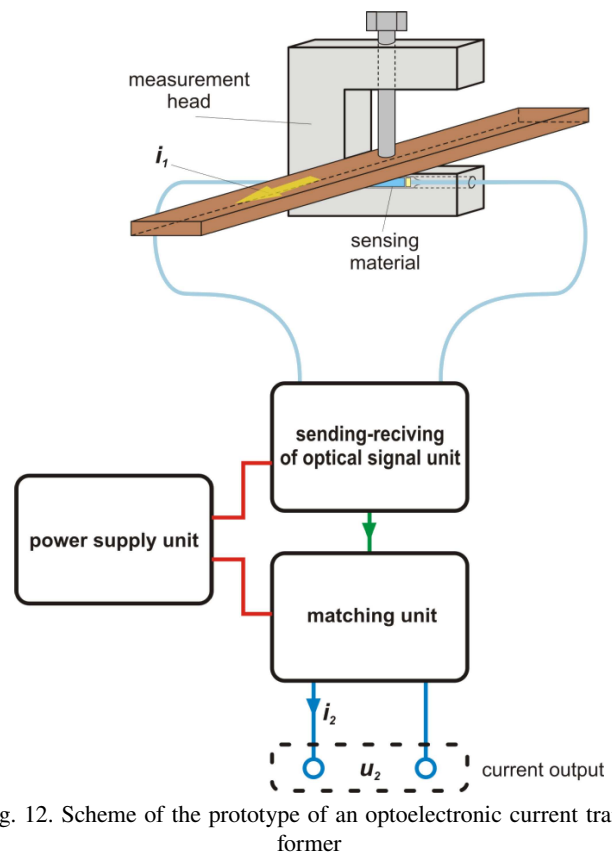 measurement
head
i1
sensing
material
sending-reciving
of optical signal unit
power supply unit
matching unit
i2
u2
current output
g. 12. Scheme of the prototype of an optoelectronic current tra
former